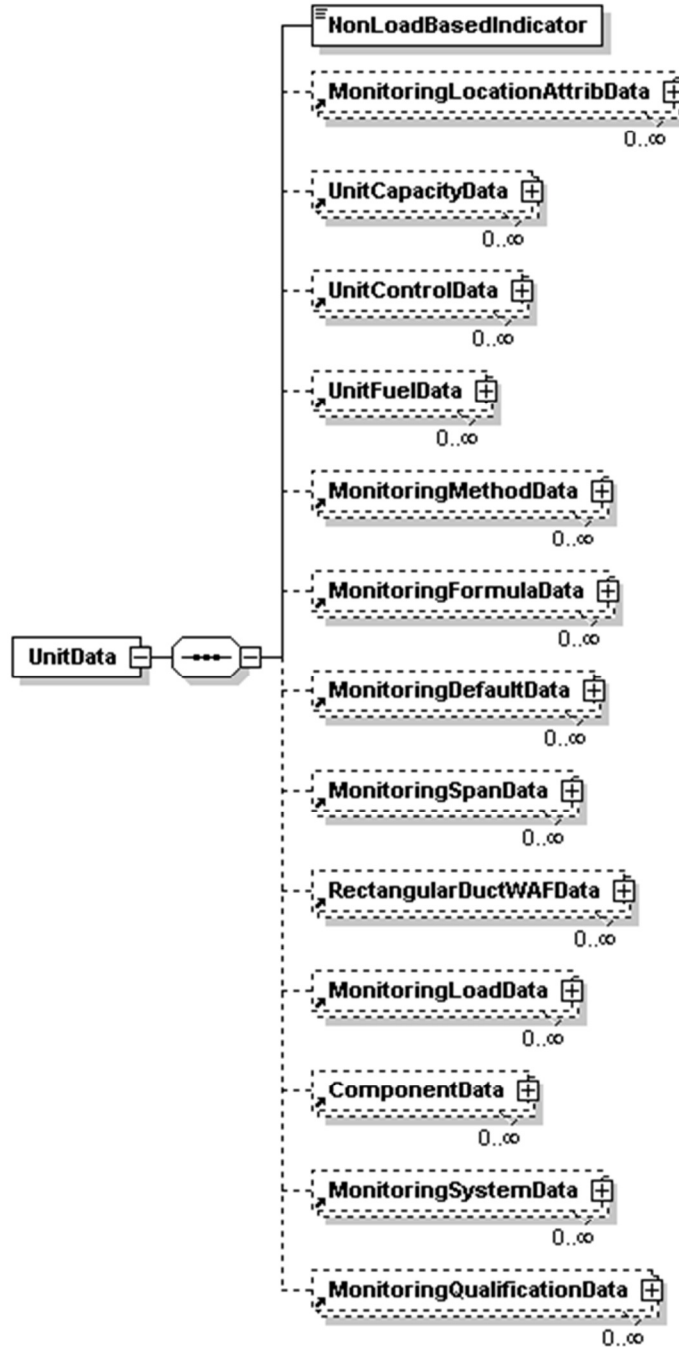 NonLoadBasedIndicator
MonitoringLocationAttribData
0..∞
UnitCapacityData
0..∞
UnitControlData
0..∞
UnitFuelData
0..∞
MonitoringMethodData
0..∞
MonitoringFormulaData
0..∞
UnitData
MonitoringDefaultData
0..∞
MonitoringSpanData
0..∞
RectangularDuctWAFData
0..∞
MonitoringLoadData
0..∞
ComponentData
0..∞
MonitoringSystemData
0..∞
MonitoringQualificationData
0..∞